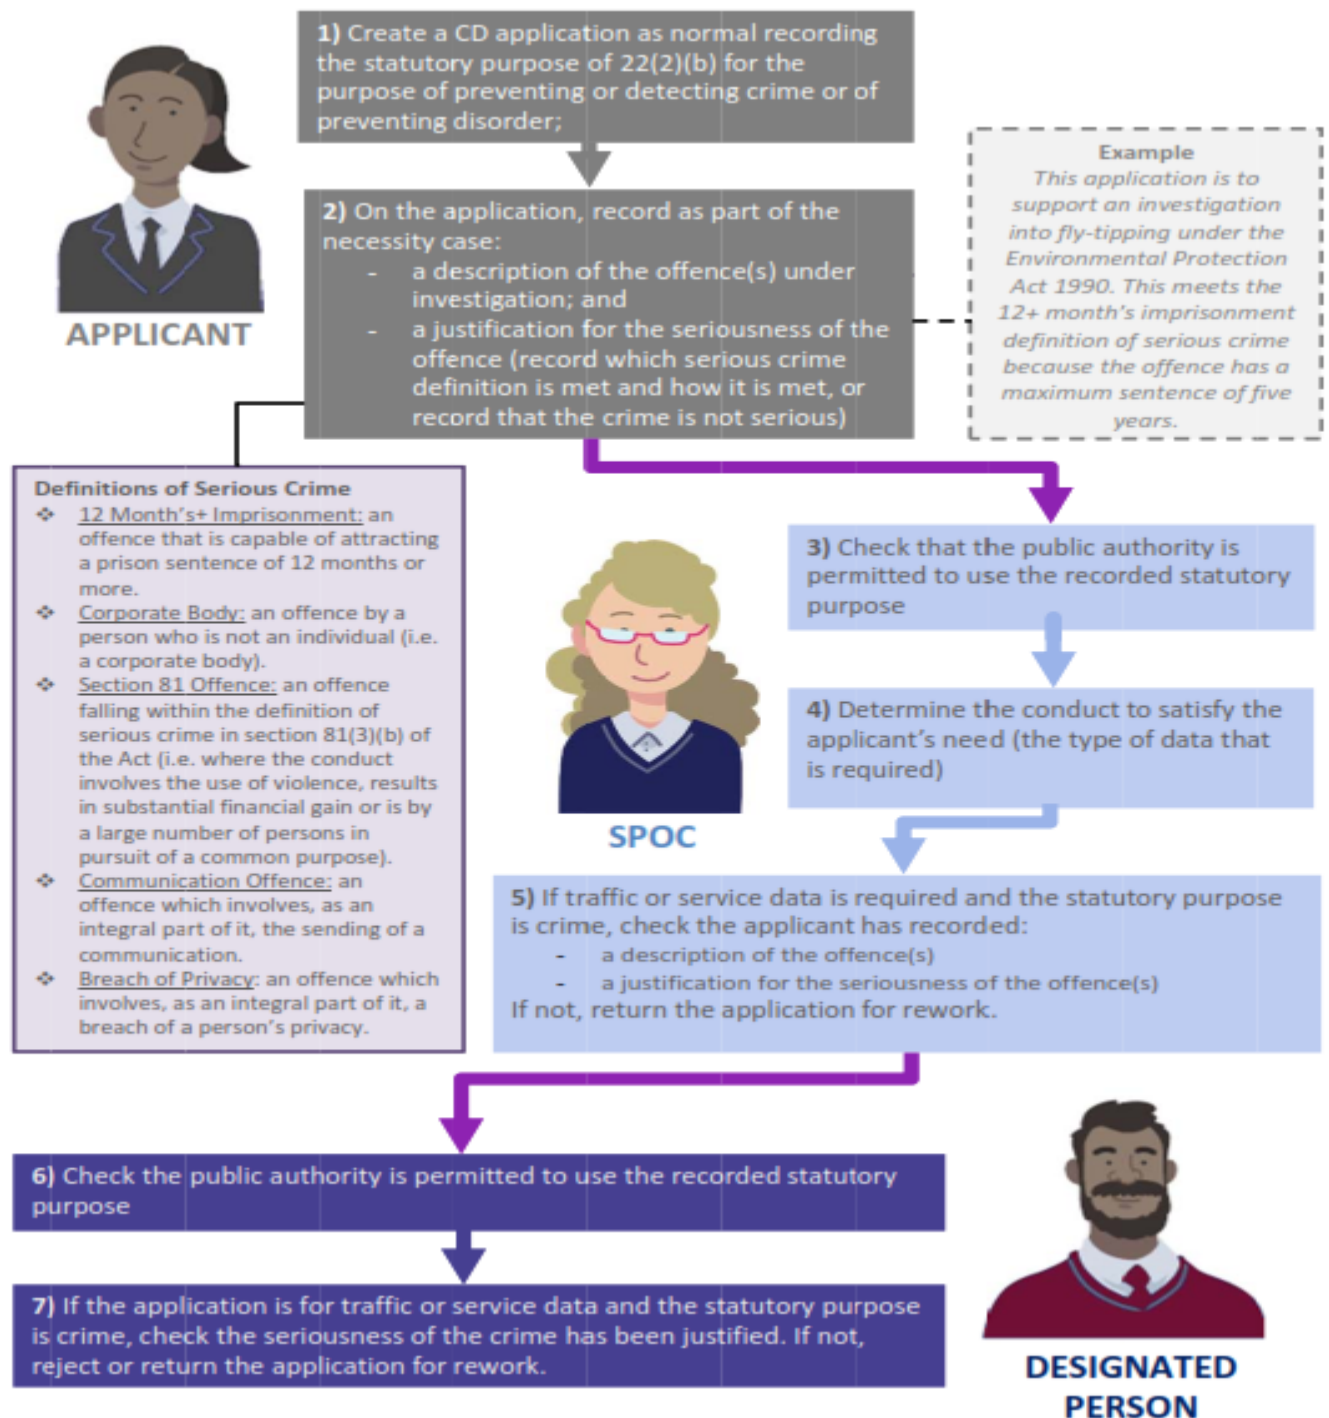 1) Create a CD application as normal recording
the statutory purpose of 22(2)(b) for the
purpose of preventing or detecting crime or of
preventing disorder;
APPLICANT
2) On the application, record as part of the
necessity case:
- a description of the offence(s) under
investigation; and
- a justification for the seriousness of the
offence (record which serious crime
definition is met and how it is met, or
record that the crime is not serious)
Example
This application is to
support an investigation
into fly-tipping under the
Environmental Protection
Act 1990. This meets the
12+ month's imprisonment
definition of serious crime
because the offence has a
maximum sentence of five
years.
Definitions of Serious Crime
❖ 12 Month's+ Imprisonment: an
offence that is capable of attracting
a prison sentence of 12 months or
more.
❖ Corporate Body: an offence by a
person who is not an individual (i.e.
a corporate body).
❖ Section 81 Offence: an offence
falling within the definition of
serious crime in section 81(3)(b) of
the Act (i.e. where the conduct
involves the use of violence, results
in substantial financial gain or is by
a large number of persons in
pursuit of a common purpose).
❖ Communication Offence: an
offence which involves, as an
integral part of it, the sending of a
communication.
❖ Breach of Privacy: an offence which
involves, as an integral part of it, a
breach of a person's privacy.
SPOC
3) Check that the public authority is
permitted to use the recorded statutory
purpose
4) Determine the conduct to satisfy the
applicant's need (the type of data that
is required)
5) If traffic or service data is required and the statutory purpose
is crime, check the applicant has recorded:
- a description of the offence(s)
- a justification for the seriousness of the offence(s)
If not, return the application for rework.
6) Check the public authority is permitted to use the recorded statutory
purpose
7) If the application is for traffic or service data and the statutory purpose
is crime, check the seriousness of the crime has been justified. If not,
reject or return the application for rework.
DESIGNATED
PERSON